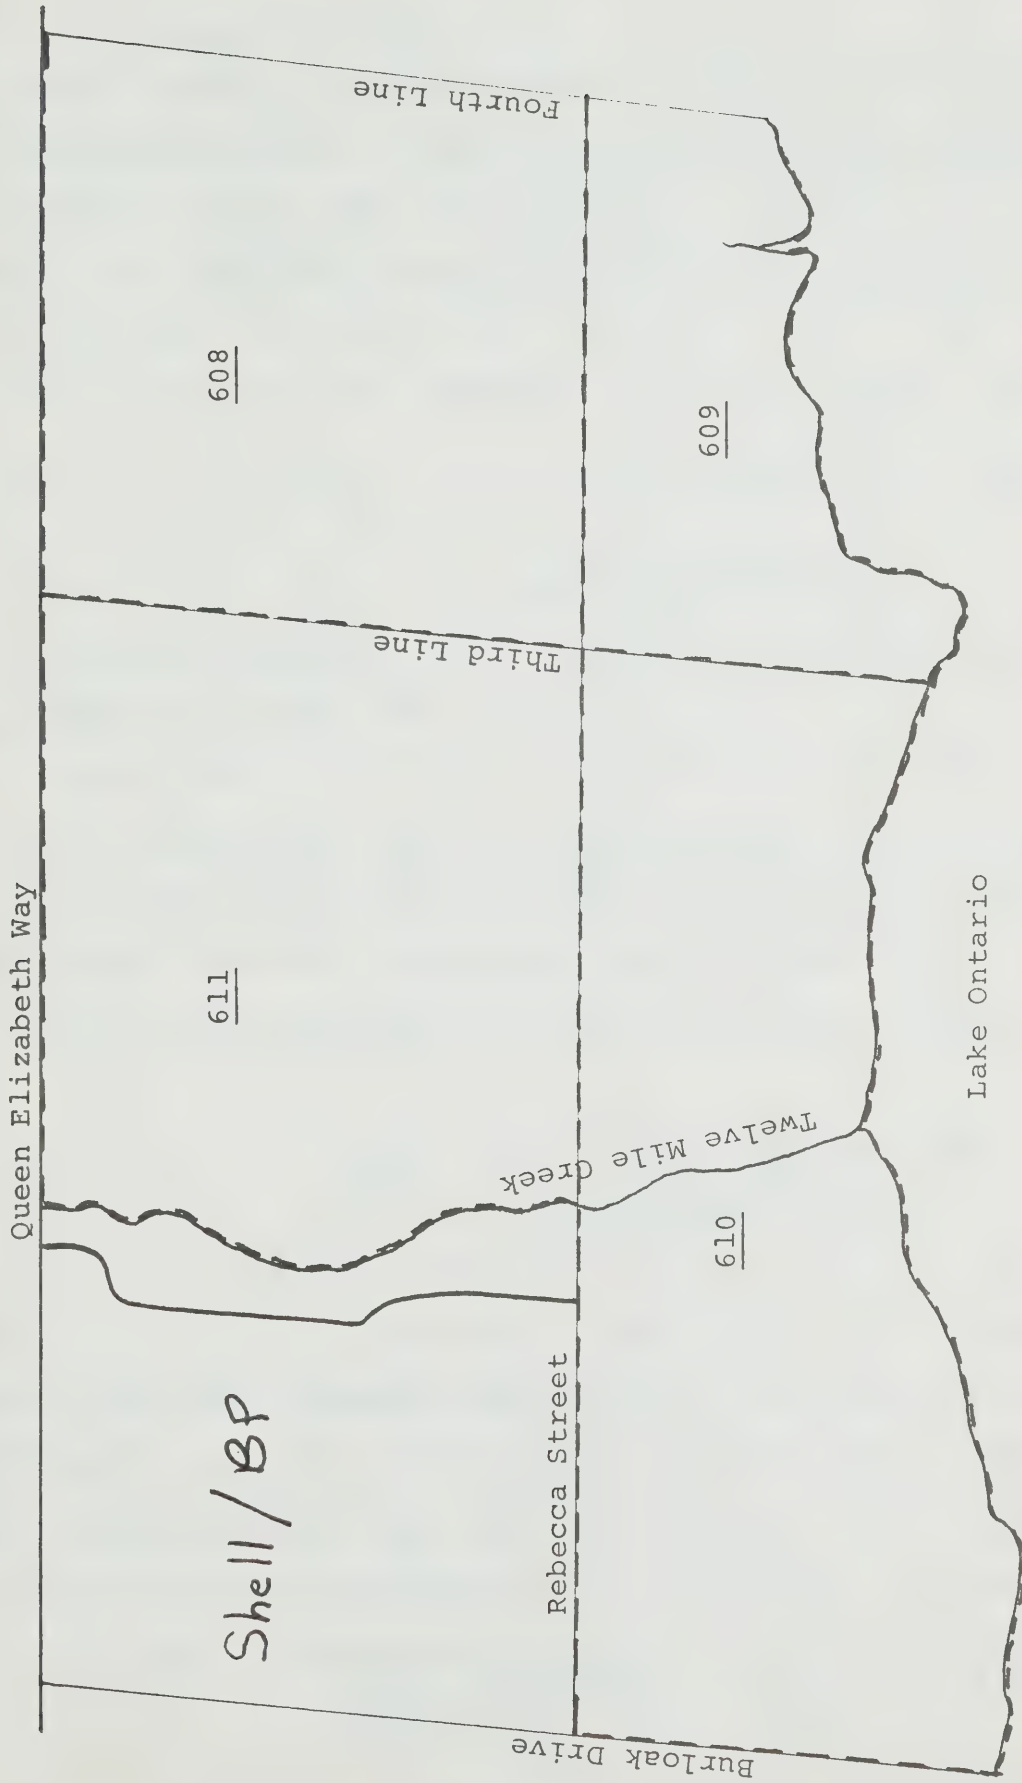 Queen Elizabeth Way
Fourth Line
608
609
Third Line
611
Twelve Mile Creek
610
Shell / BP
Rebecca Street
Burloak Drive
Lake Ontario